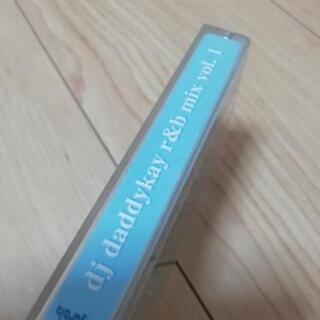 dj daddykay r&b mix vol. 1